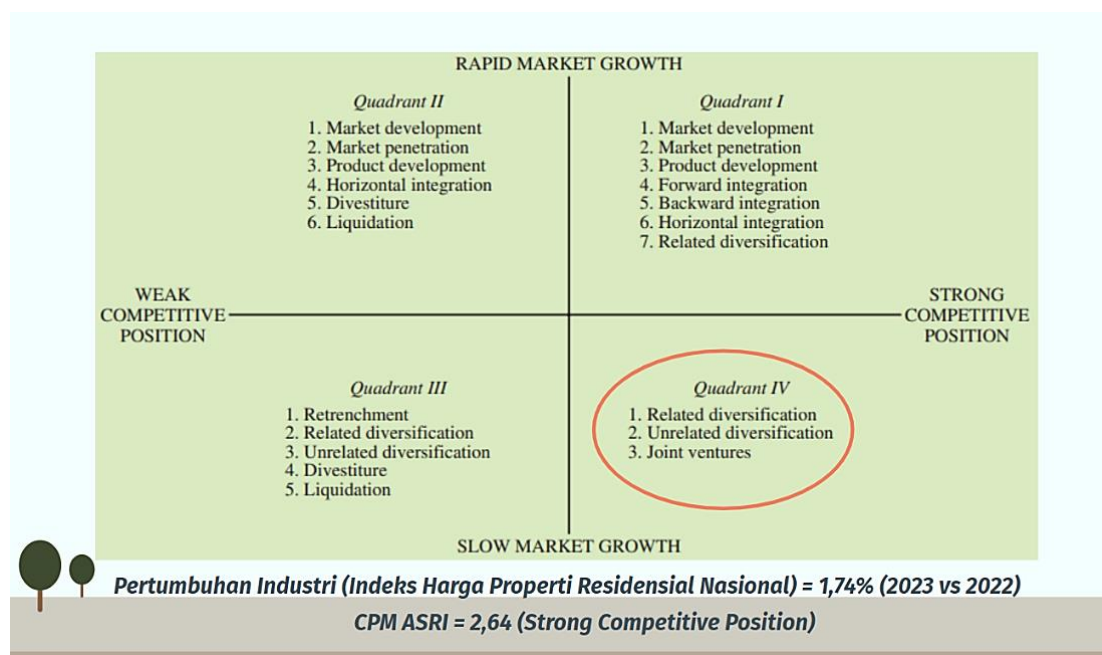 RAPID MARKET GROWTH
Quadrant II
1. Market development
2. Market penetration
3. Product development
4. Horizontal integration
5. Divestiture
6. Liquidation
Quadrant I
1. Market development
2. Market penetration
3. Product development
4. Forward integration
5. Backward integration
6. Horizontal integration
7. Related diversification
WEAK
COMPETITIVE
POSITION
STRONG
COMPETITIVE
POSITION
Quadrant III
1. Retrenchment
2. Related diversification
3. Unrelated diversification
4. Divestiture
5. Liquidation
Quadrant IV
1. Related diversification
2. Unrelated diversification
3. Joint ventures
SLOW MARKET GROWTH
Pertumbuhan Industri (Indeks Harga Properti Residensial Nasional) = 1,74% (2023 vs 2022)
CPM ASRI = 2,64 (Strong Competitive Position)